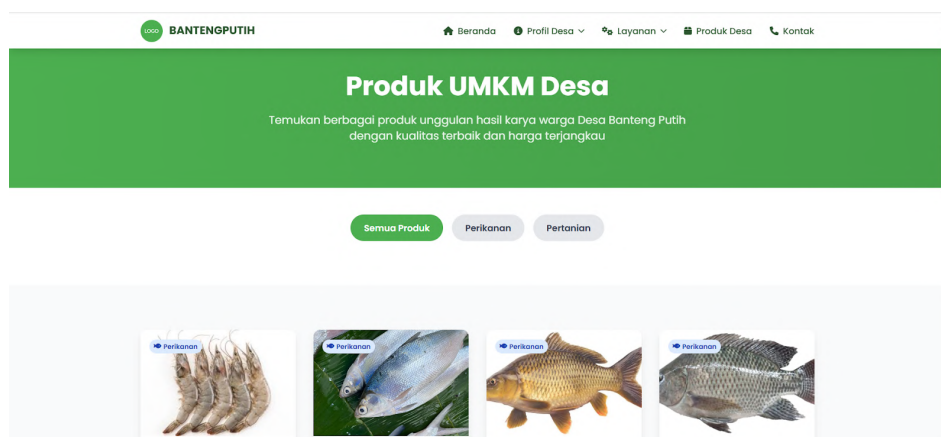 LOGO BANTENGPUTIH Beranda Profil Desa Layanan Produk Desa Kontak
Produk UMKM Desa
Temukan berbagai produk unggulan hasil karya warga Desa Banteng Putih
dengan kualitas terbaik dan harga terjangkau
Semua Produk Perikanan Pertanian
Perikanan Perikanan Perikanan Perikanan